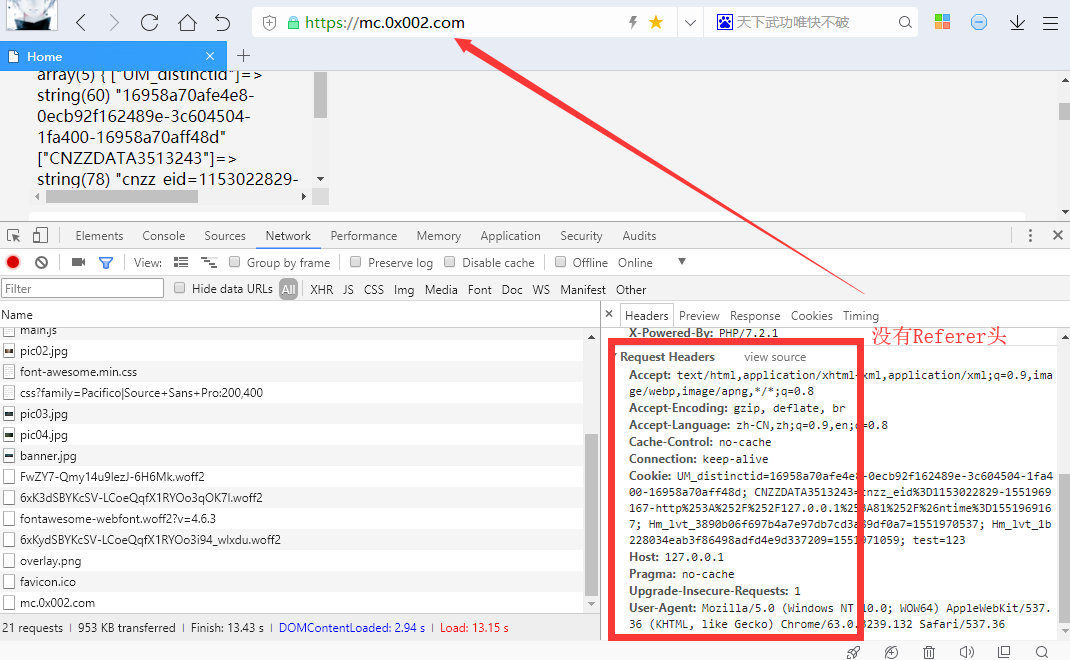 https://mc.0x002.com
天下武功唯快不破
Home
array(5) { ["UM_distinctid"]=>
string(60) "16958a70afe4e8-
0ecb92f162489e-3c604504-
1fa400-16958a70aff48d"
["CNZZDATA3513243"]=>
string(78) "cnzz_eid=1153022829-
Elements Console Sources Network Performance Memory Application Security Audits
View: Group by frame Preserve log Disable cache Offline Online
Filter Hide data URLs All XHR JS CSS Img Media Font Doc WS Manifest Other
Name
main.js
pic02.jpg
font-awesome.min.css
css?family=Pacifico|Source+Sans+Pro:200,400
pic03.jpg
pic04.jpg
banner.jpg
FwZY7-Qmy14u9lezJ-6H6Mk.woff2
6xK3dSBYKcSV-LCoeQqfX1RYOo3qOK7l.woff2
fontawesome-webfont.woff2?v=4.6.3
6xKydSBYKcSV-LCoeQqfX1RYOo3i94_wlxdu.woff2
overlay.png
favicon.ico
mc.0x002.com
21 requests | 953 KB transferred | Finish: 13.43 s | DOMContentLoaded: 2.94 s | Load: 13.15 s
Headers Preview Response Cookies Timing
X-Powered-By: PHP/7.2.1
没有Referer头
Request Headers view source
Accept: text/html,application/xhtml+xml,application/xml;q=0.9,ima
ge/webp,image/apng,*/*;q=0.8
Accept-Encoding: gzip, deflate, br
Accept-Language: zh-CN,zh;q=0.9,en;q=0.8
Cache-Control: no-cache
Connection: keep-alive
Cookie: UM_distinctid=16958a70afe4e8-0ecb92f162489e-3c604504-1fa4
00-16958a70aff48d; CNZZDATA3513243=cnzz_eid%3D1153022829-1551969
167-http%253A%252F%252F127.0.0.1%253A81%252F%26ntime%3D155196916
7; Hm_lvt_3890b06f697b4a7e97db7cd3a89df0a7=1551970537; Hm_lvt_1b
228034eab3f86498adfd4e9d337209=1551971059; test=123
Host: 127.0.0.1
Pragma: no-cache
Upgrade-Insecure-Requests: 1
User-Agent: Mozilla/5.0 (Windows NT 10.0; WOW64) AppleWebKit/537.
36 (KHTML, like Gecko) Chrome/63.0.3239.132 Safari/537.36